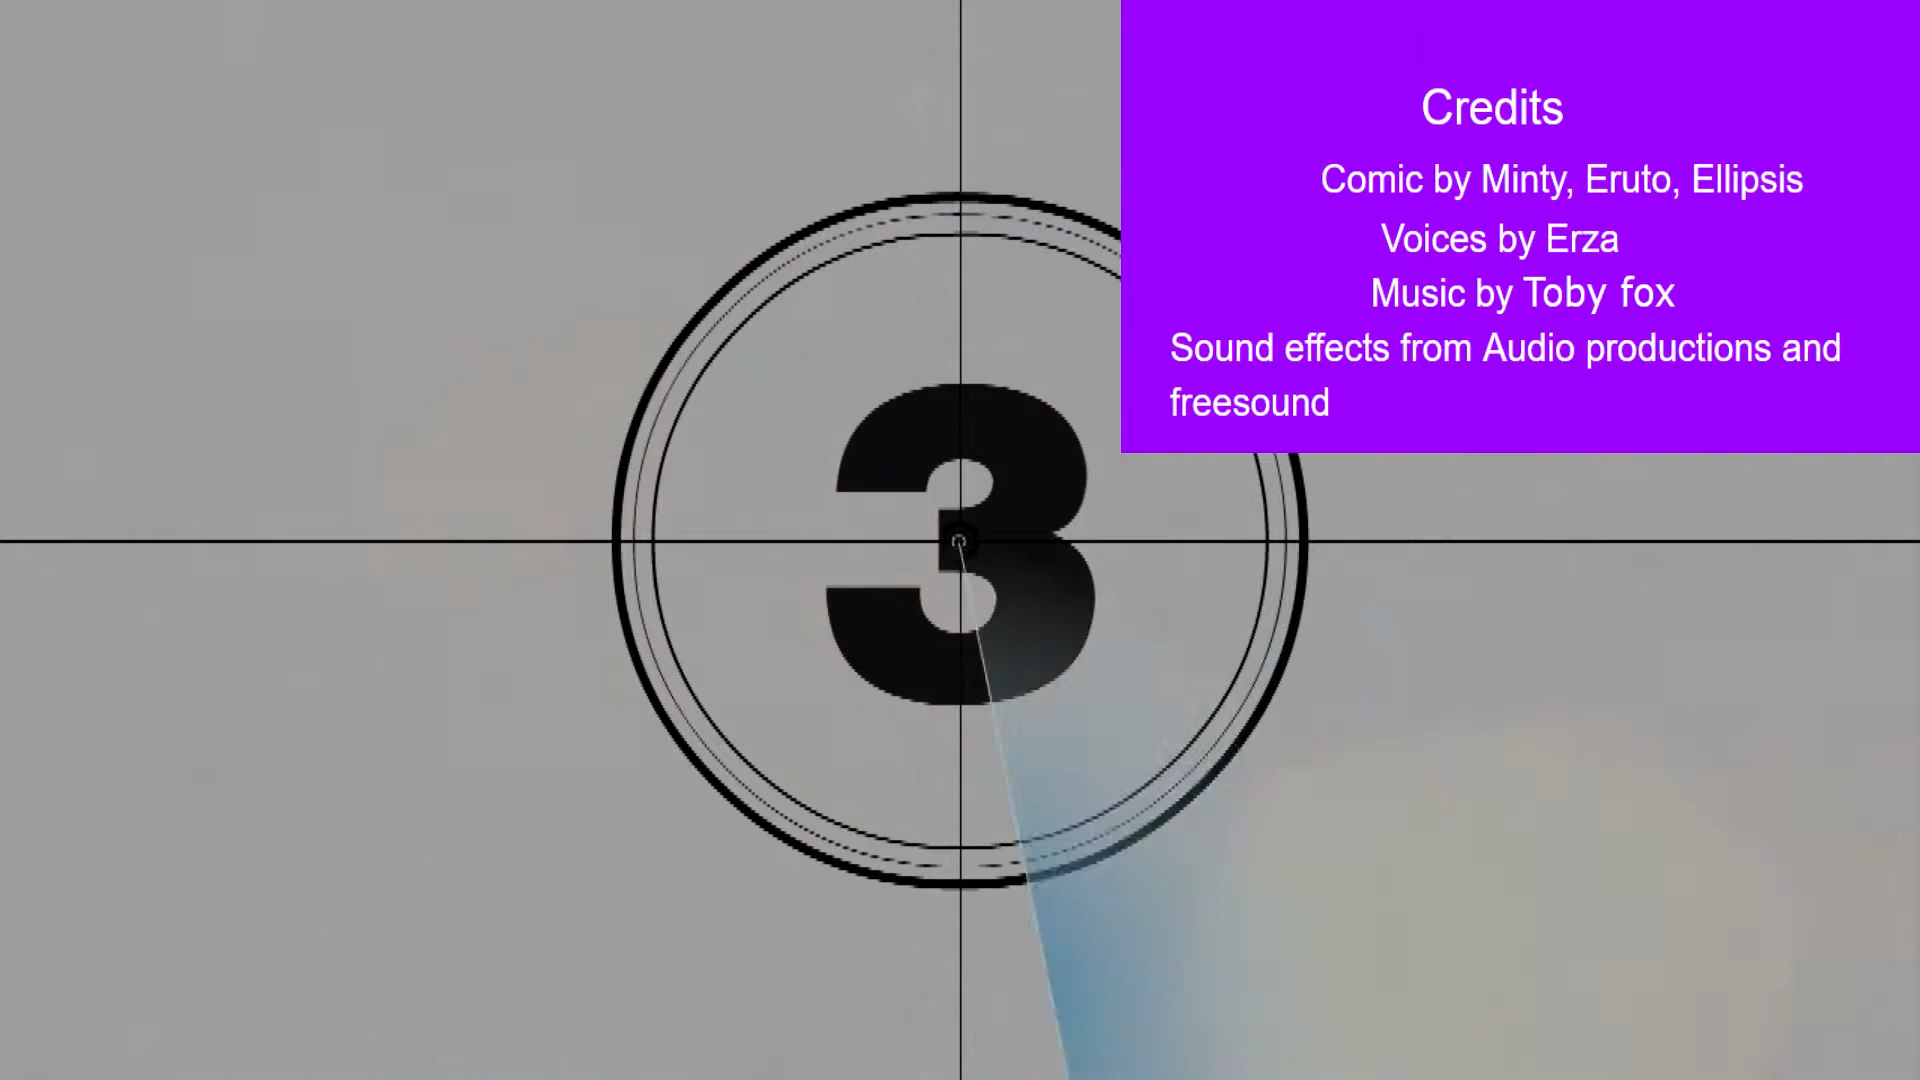 Credits
Comic by Minty, Eruto, Ellipsis
Voices by Erza
Music by Toby fox
Sound effects from Audio productions and
freesound
3